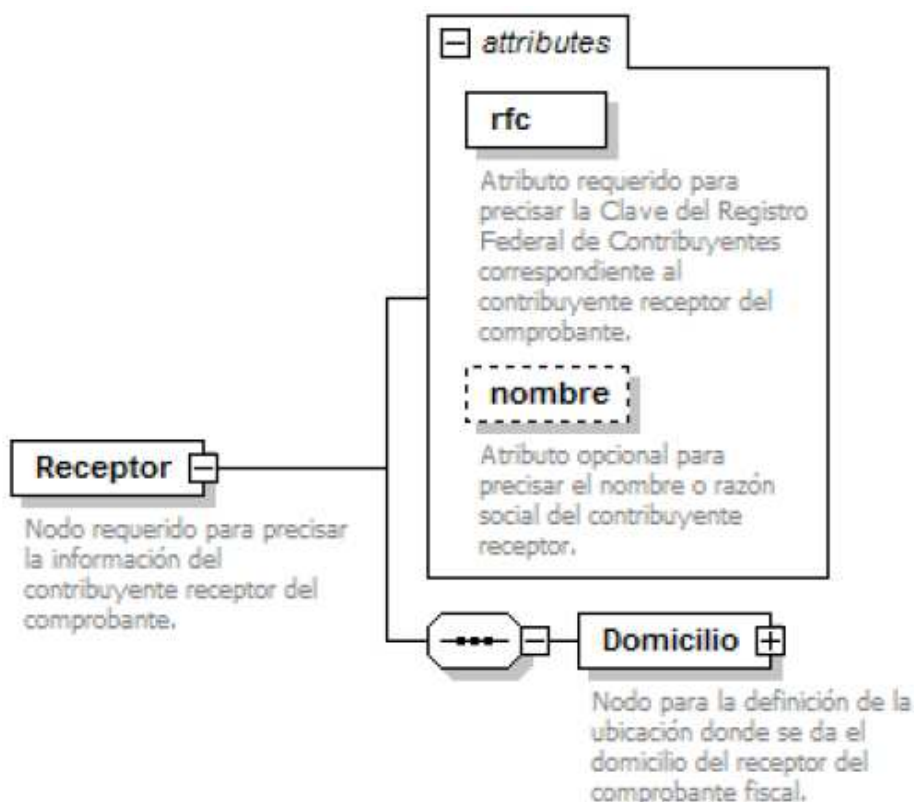 attributes
rfc
Atributo requerido para
precisar la Clave del Registro
Federal de Contribuyentes
correspondiente al
contribuyente receptor del
comprobante.
nombre
Atributo opcional para
precisar el nombre o razón
social del contribuyente
receptor.
Receptor
Nodo requerido para precisar
la información del
contribuyente receptor del
comprobante.
Domicilio
Nodo para la definición de la
ubicación donde se da el
domicilio del receptor del
comprobante fiscal.